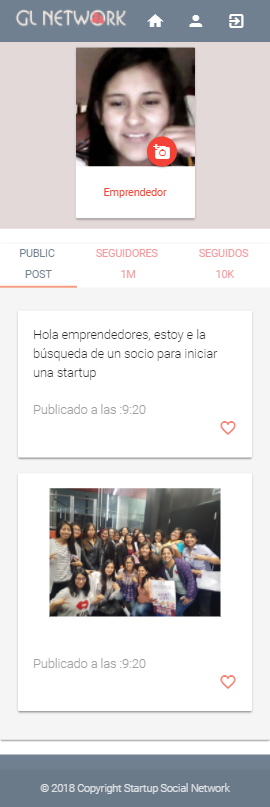 GL NETWORK
Emprendedor
PUBLIC POST
SEGUIDORES 1M
SEGUIDOS 10K
Hola emprendedores, estoy e la
búsqueda de un socio para iniciar
una startup
Publicado a las :9:20
Publicado a las :9:20
© 2018 Copyright Startup Social Network